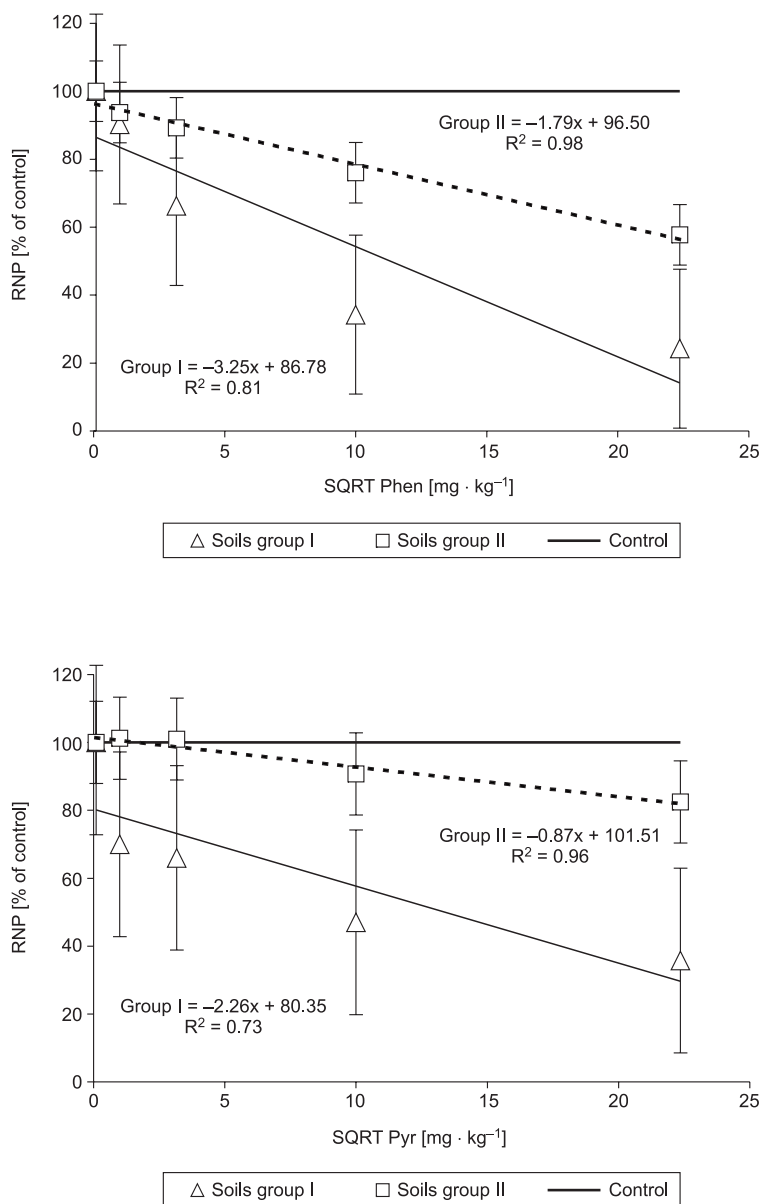 120
100
80
60
40
20
0
RNP [% of control]
Group II = –1.79x + 96.50
R² = 0.98
Group I = –3.25x + 86.78
R² = 0.81
0 5 10 15 20 25
SQRT Phen [mg · kg⁻¹]
Soils group I Soils group II Control
120
100
80
60
40
20
0
RNP [% of control]
Group II = –0.87x + 101.51
R² = 0.96
Group I = –2.26x + 80.35
R² = 0.73
0 5 10 15 20 25
SQRT Pyr [mg · kg⁻¹]
Soils group I Soils group II Control